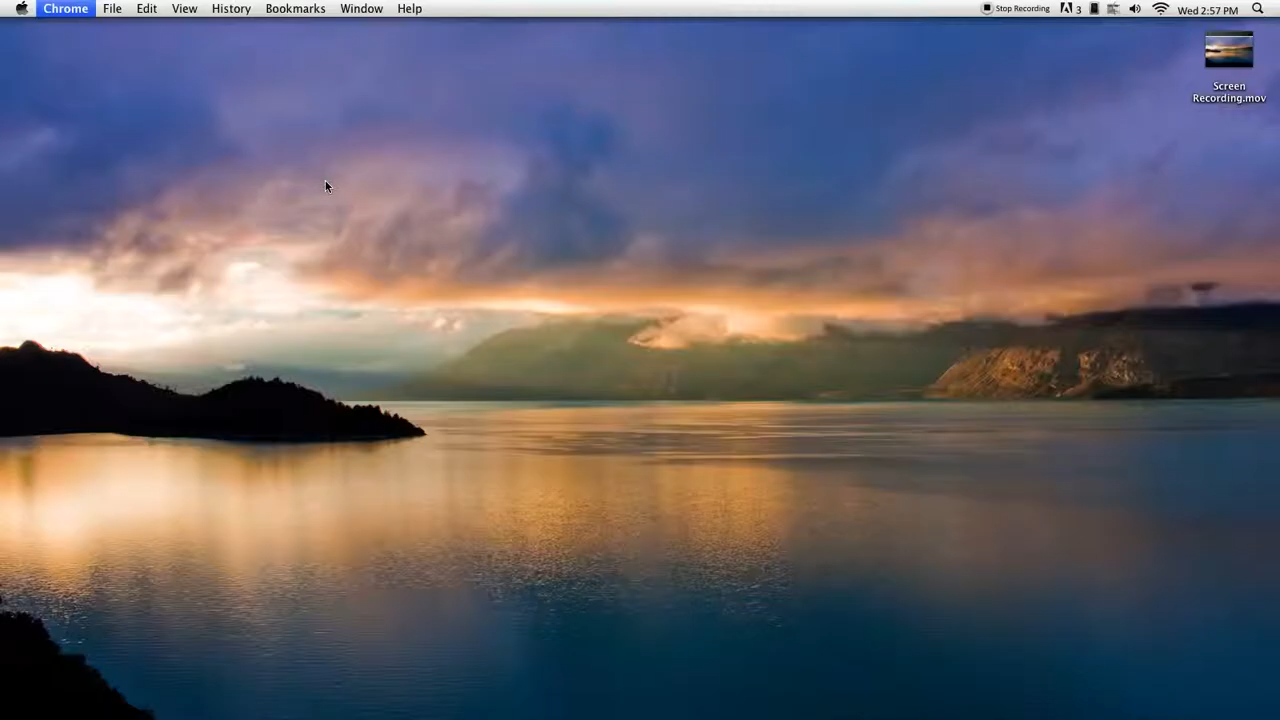 Chrome File Edit View History Bookmarks Window Help Stop Recording 3 Wed 2:57 PM
Screen
Recording.mov